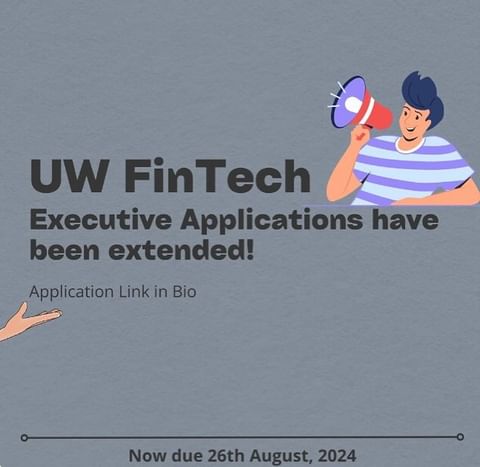 UW FinTech
Executive Applications have
been extended!
Application Link in Bio
Now due 26th August, 2024